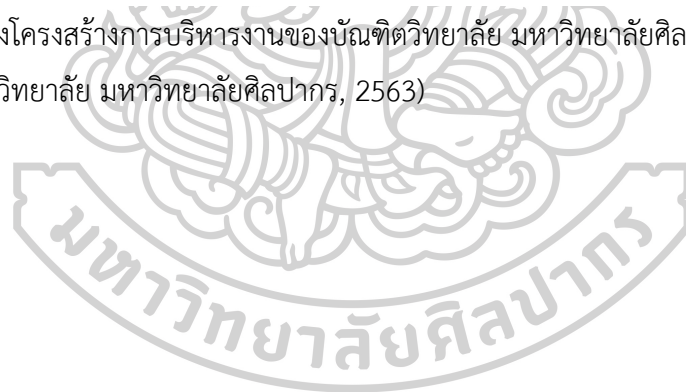 งโครงสร้างการบริหารงานของบัณฑิตวิทยาลัย มหาวิทยาลัยศิล
วิทยาลัย มหาวิทยาลัยศิลปากร, 2563)
มหาวิทยาลัยศิลปากร